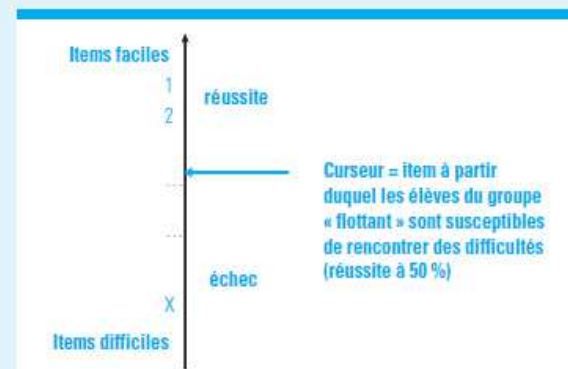 Items faciles
1
réussite
2
Curseur = item à partir
duquel les élèves du groupe
« flottant » sont susceptibles
de rencontrer des difficultés
(réussite à 50 %)
échec
X
Items difficiles